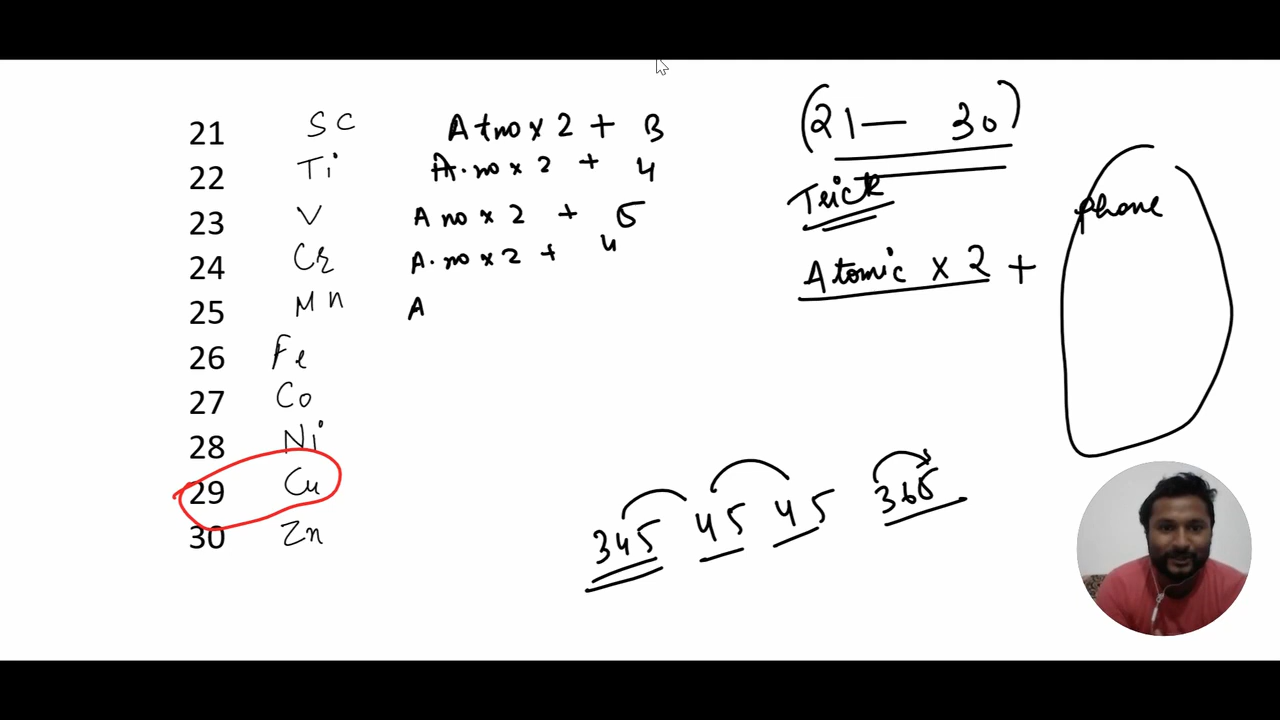 21 Sc A tno x 2 + 3
22 Ti A. no x 2 + 4
23 V A no x 2 + 5
24 Cr A. no x 2 + 4
25 Mn A
26 Fe
27 Co
28 Ni
29 Cu
30 Zn
(21 — 30)
Trick
Atomic x 2 +
phone
345 45 45 365